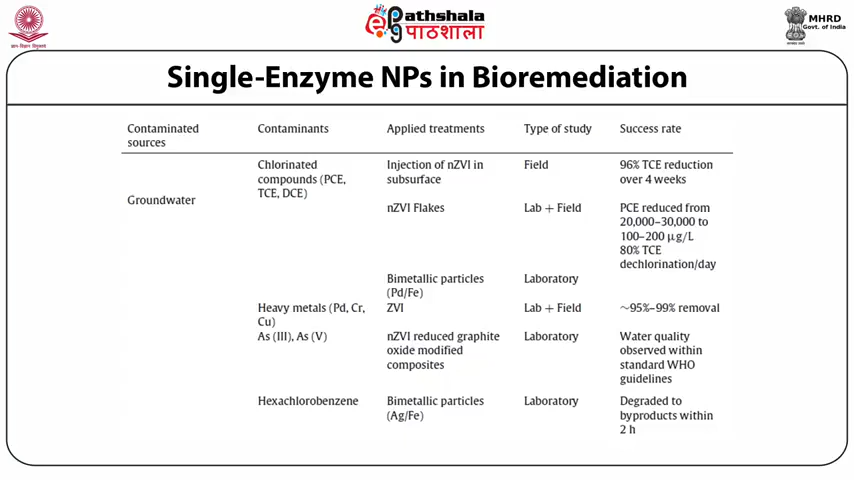 ज्ञान-विज्ञान विमुक्तये
ePathshala
पाठशाला
MHRD
Govt. of India
Single-Enzyme NPs in Bioremediation
Contaminated sources Contaminants Applied treatments Type of study Success rate
Groundwater
Chlorinated compounds (PCE, TCE, DCE)
Injection of nZVI in subsurface
Field
96% TCE reduction over 4 weeks
nZVI Flakes
Lab + Field
PCE reduced from
20,000–30,000 to
100–200 μg/L
80% TCE
dechlorination/day
Bimetallic particles
(Pd/Fe)
Laboratory
Heavy metals (Pd, Cr,
Cu)
ZVI
Lab + Field
~95%–99% removal
As (III), As (V)
nZVI reduced graphite
oxide modified
composites
Laboratory
Water quality
observed within
standard WHO
guidelines
Hexachlorobenzene
Bimetallic particles
(Ag/Fe)
Laboratory
Degraded to
byproducts within
2 h